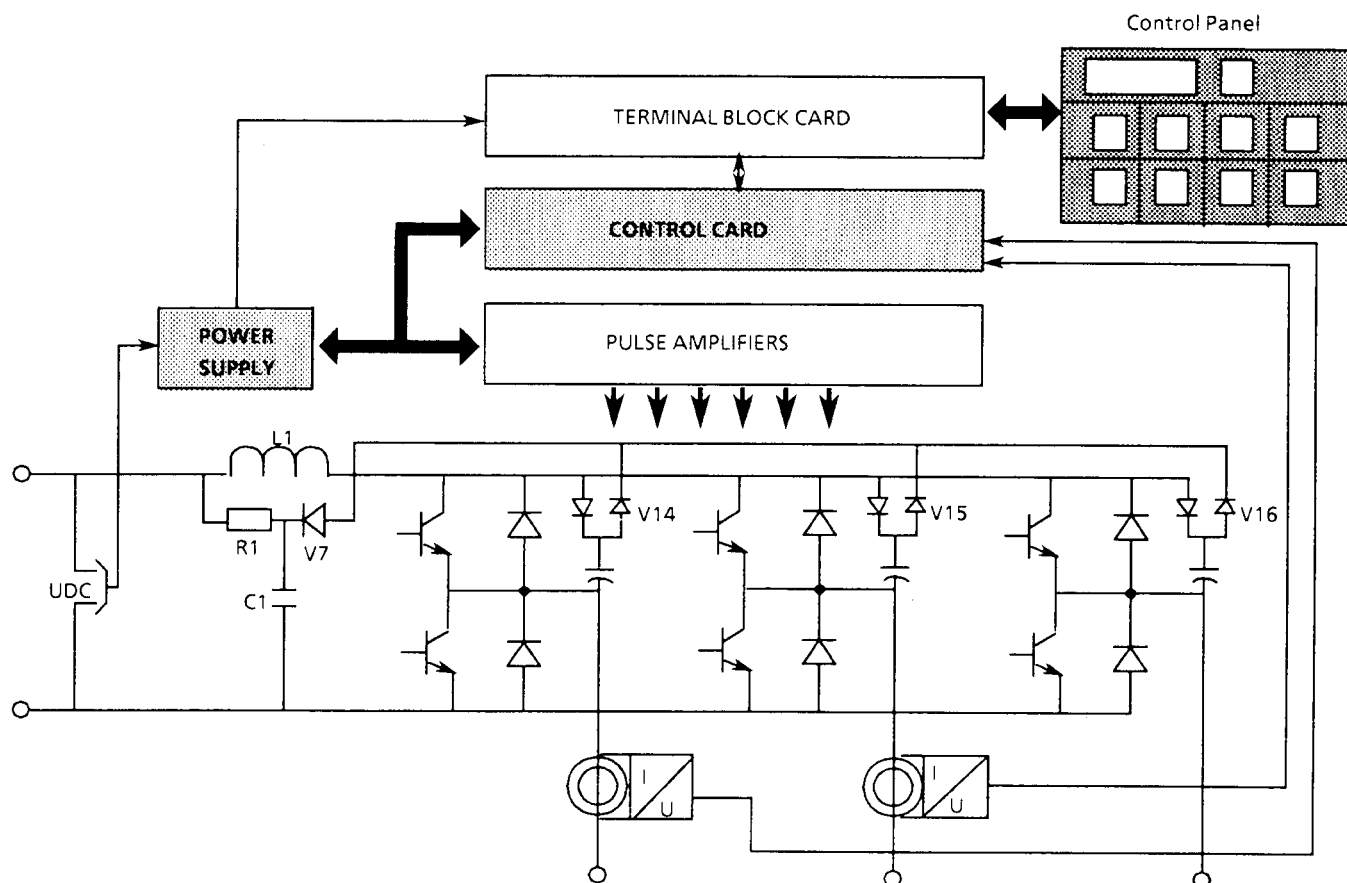 Control Panel
TERMINAL BLOCK CARD
CONTROL CARD
POWER
SUPPLY
PULSE AMPLIFIERS
L1
R1
V7
V14
V15
V16
UDC
C1
I
U
I
U